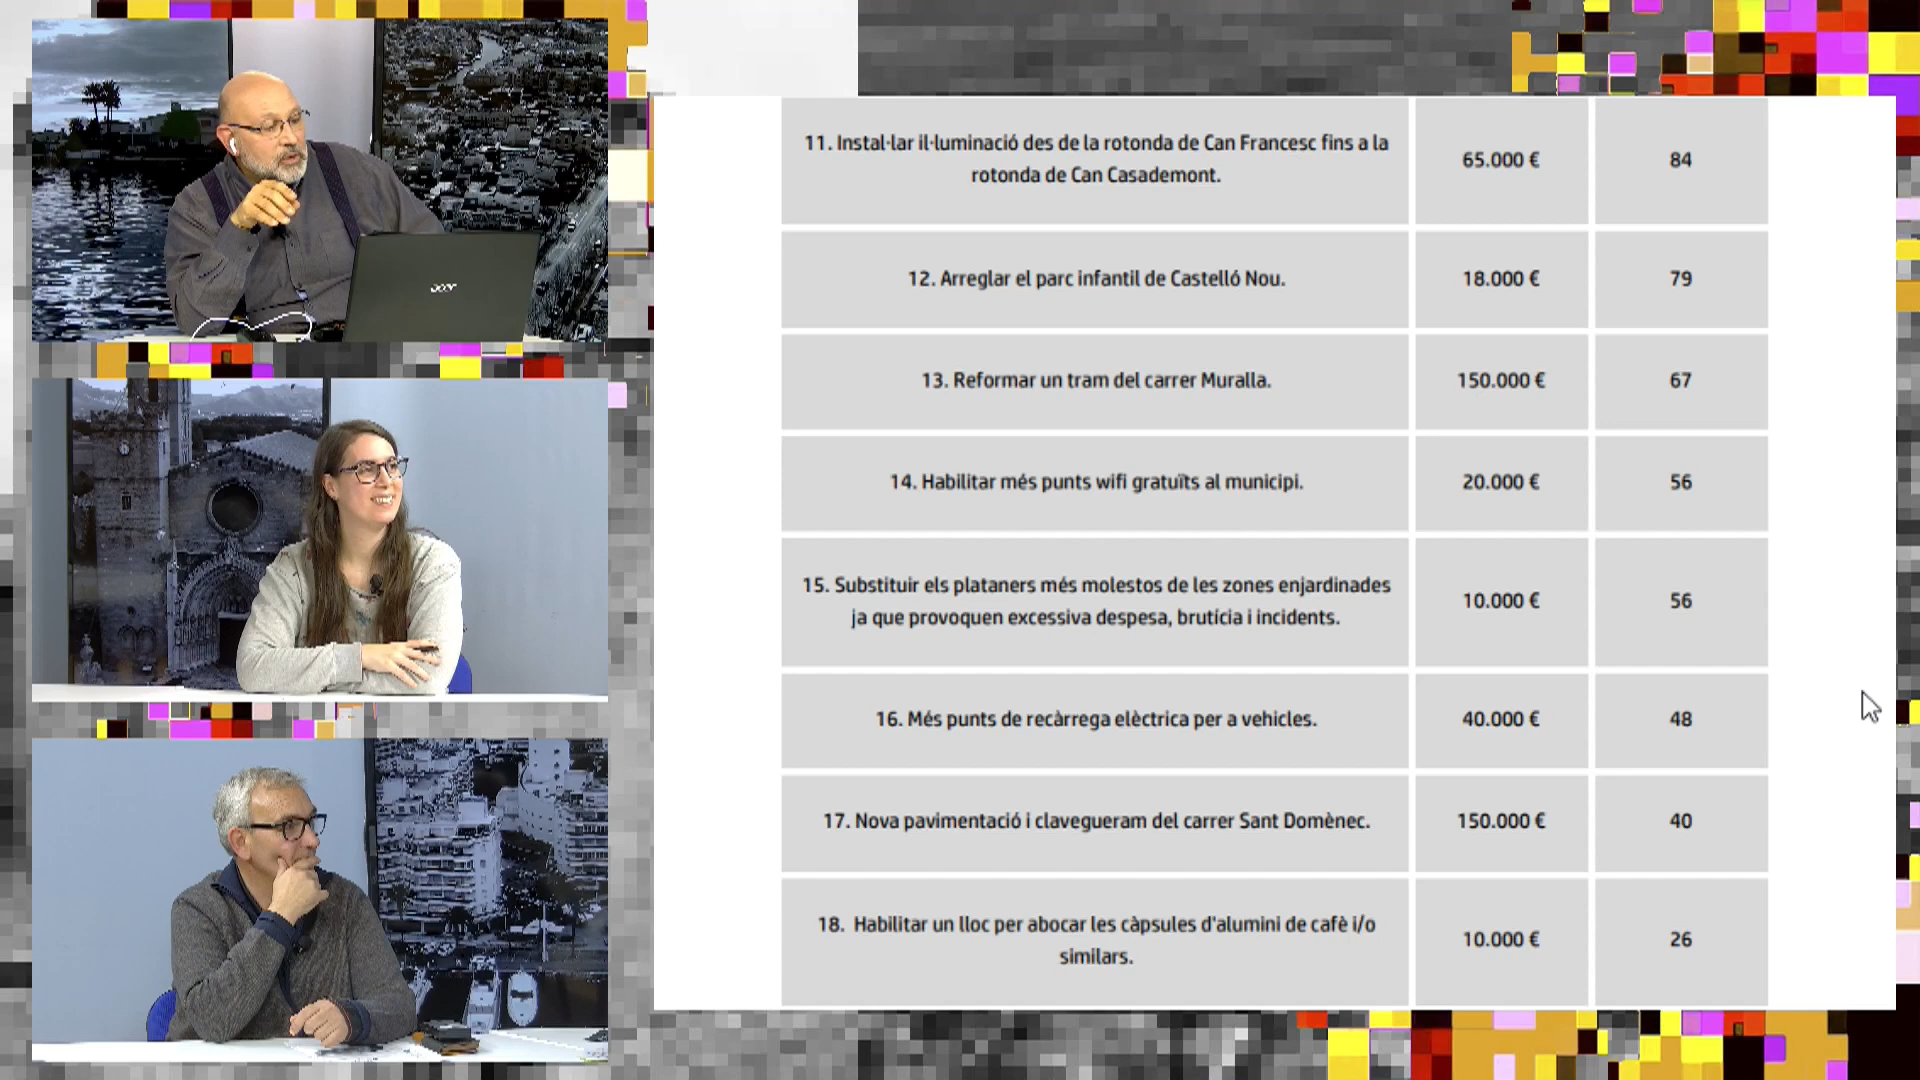 acer
11. Instal·lar il·luminació des de la rotonda de Can Francesc fins a la
rotonda de Can Casademont.
65.000 €
84
12. Arreglar el parc infantil de Castelló Nou.
18.000 €
79
13. Reformar un tram del carrer Muralla.
150.000 €
67
14. Habilitar més punts wifi gratuïts al municipi.
20.000 €
56
15. Substituir els plataners més molestos de les zones enjardinades
ja que provoquen excessiva despesa, brutícia i incidents.
10.000 €
56
16. Més punts de recàrrega elèctrica per a vehicles.
40.000 €
48
17. Nova pavimentació i clavegueram del carrer Sant Domènec.
150.000 €
40
18. Habilitar un lloc per abocar les càpsules d'alumini de cafè i/o
similars.
10.000 €
26